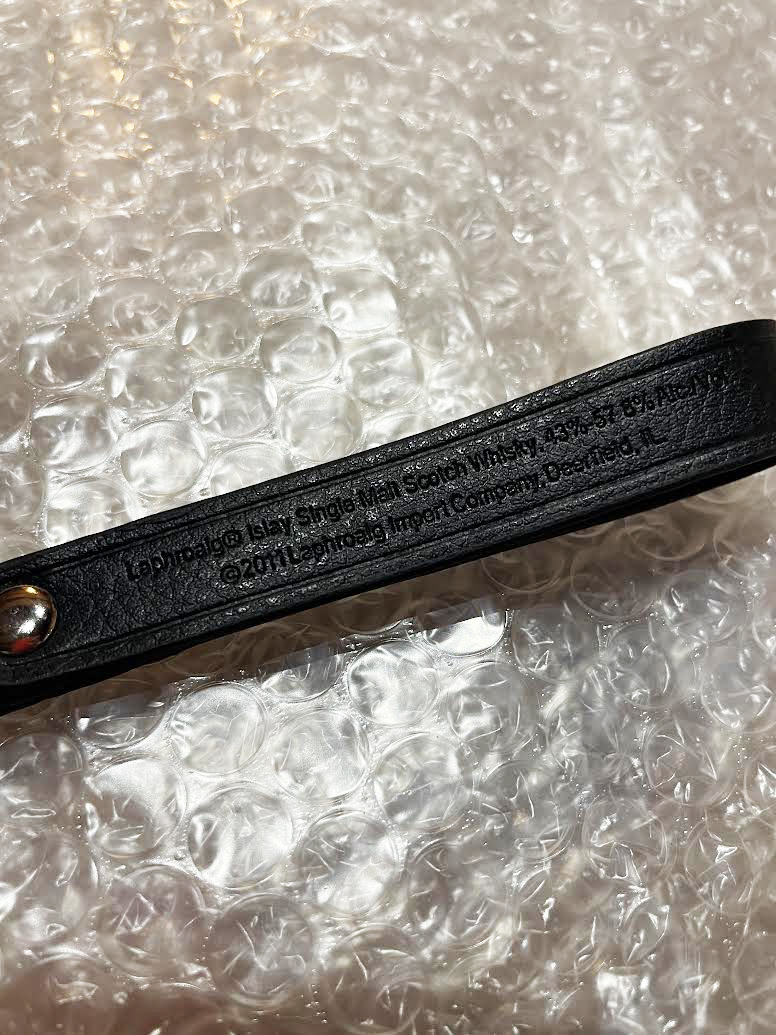 Laphroaig® Islay Single Malt Scotch Whisky, 43%-57.8% Alc./Vol.
©2011 Laphroaig Import Company, Deerfield, IL.